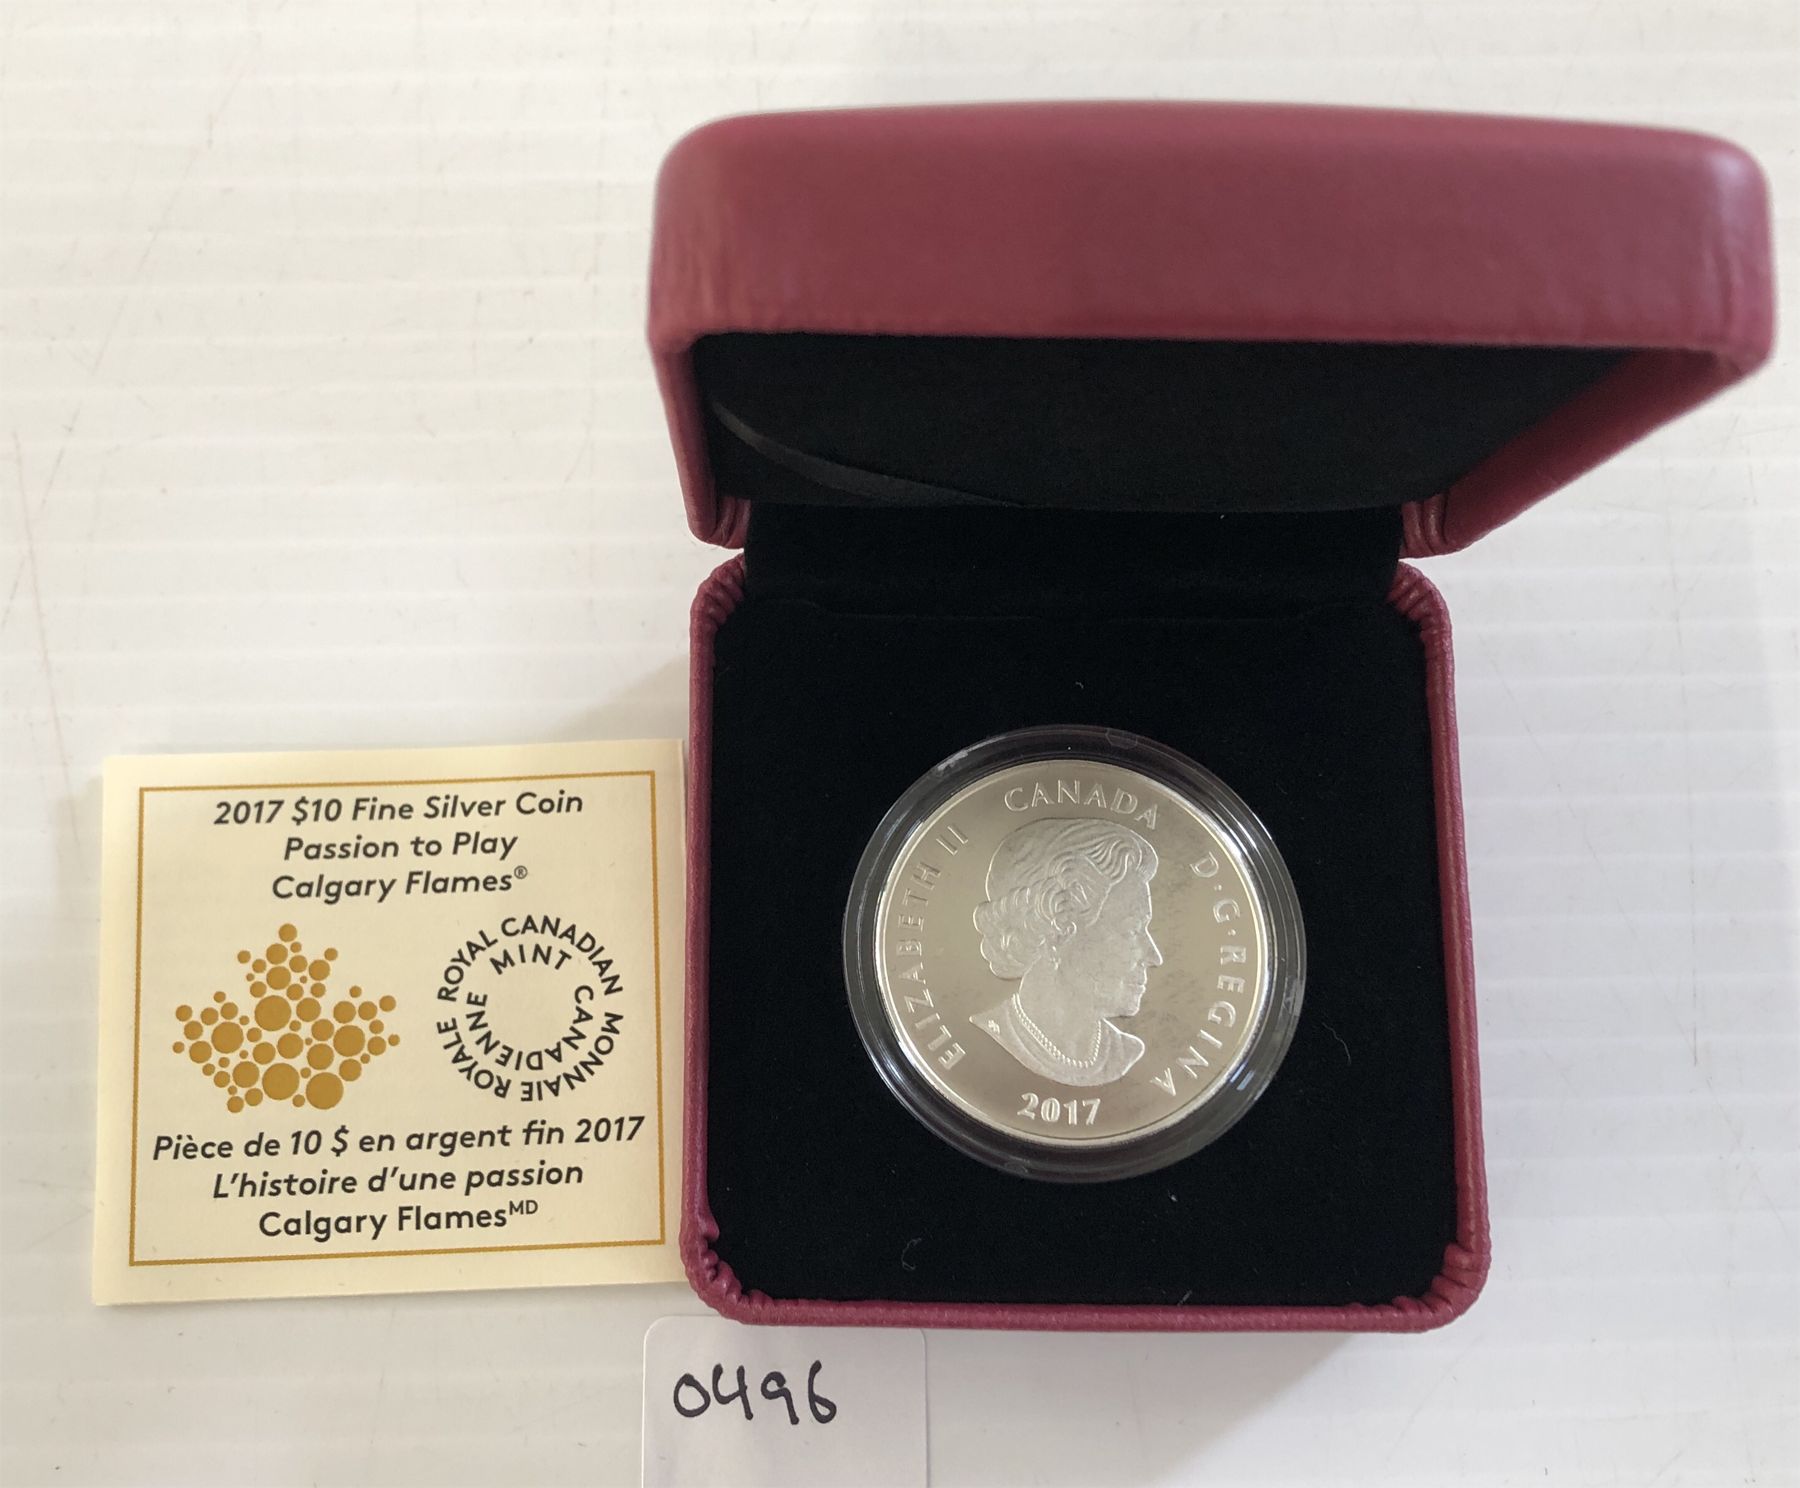 2017 $10 Fine Silver Coin
Passion to Play
Calgary Flames®
ROYAL CANADIAN MINT
MONNAIE ROYALE CANADIENNE
Pièce de 10 $ en argent fin 2017
L'histoire d'une passion
Calgary Flames^MD
ELIZABETH II
CANADA
D·G·REGINA
2017
0496